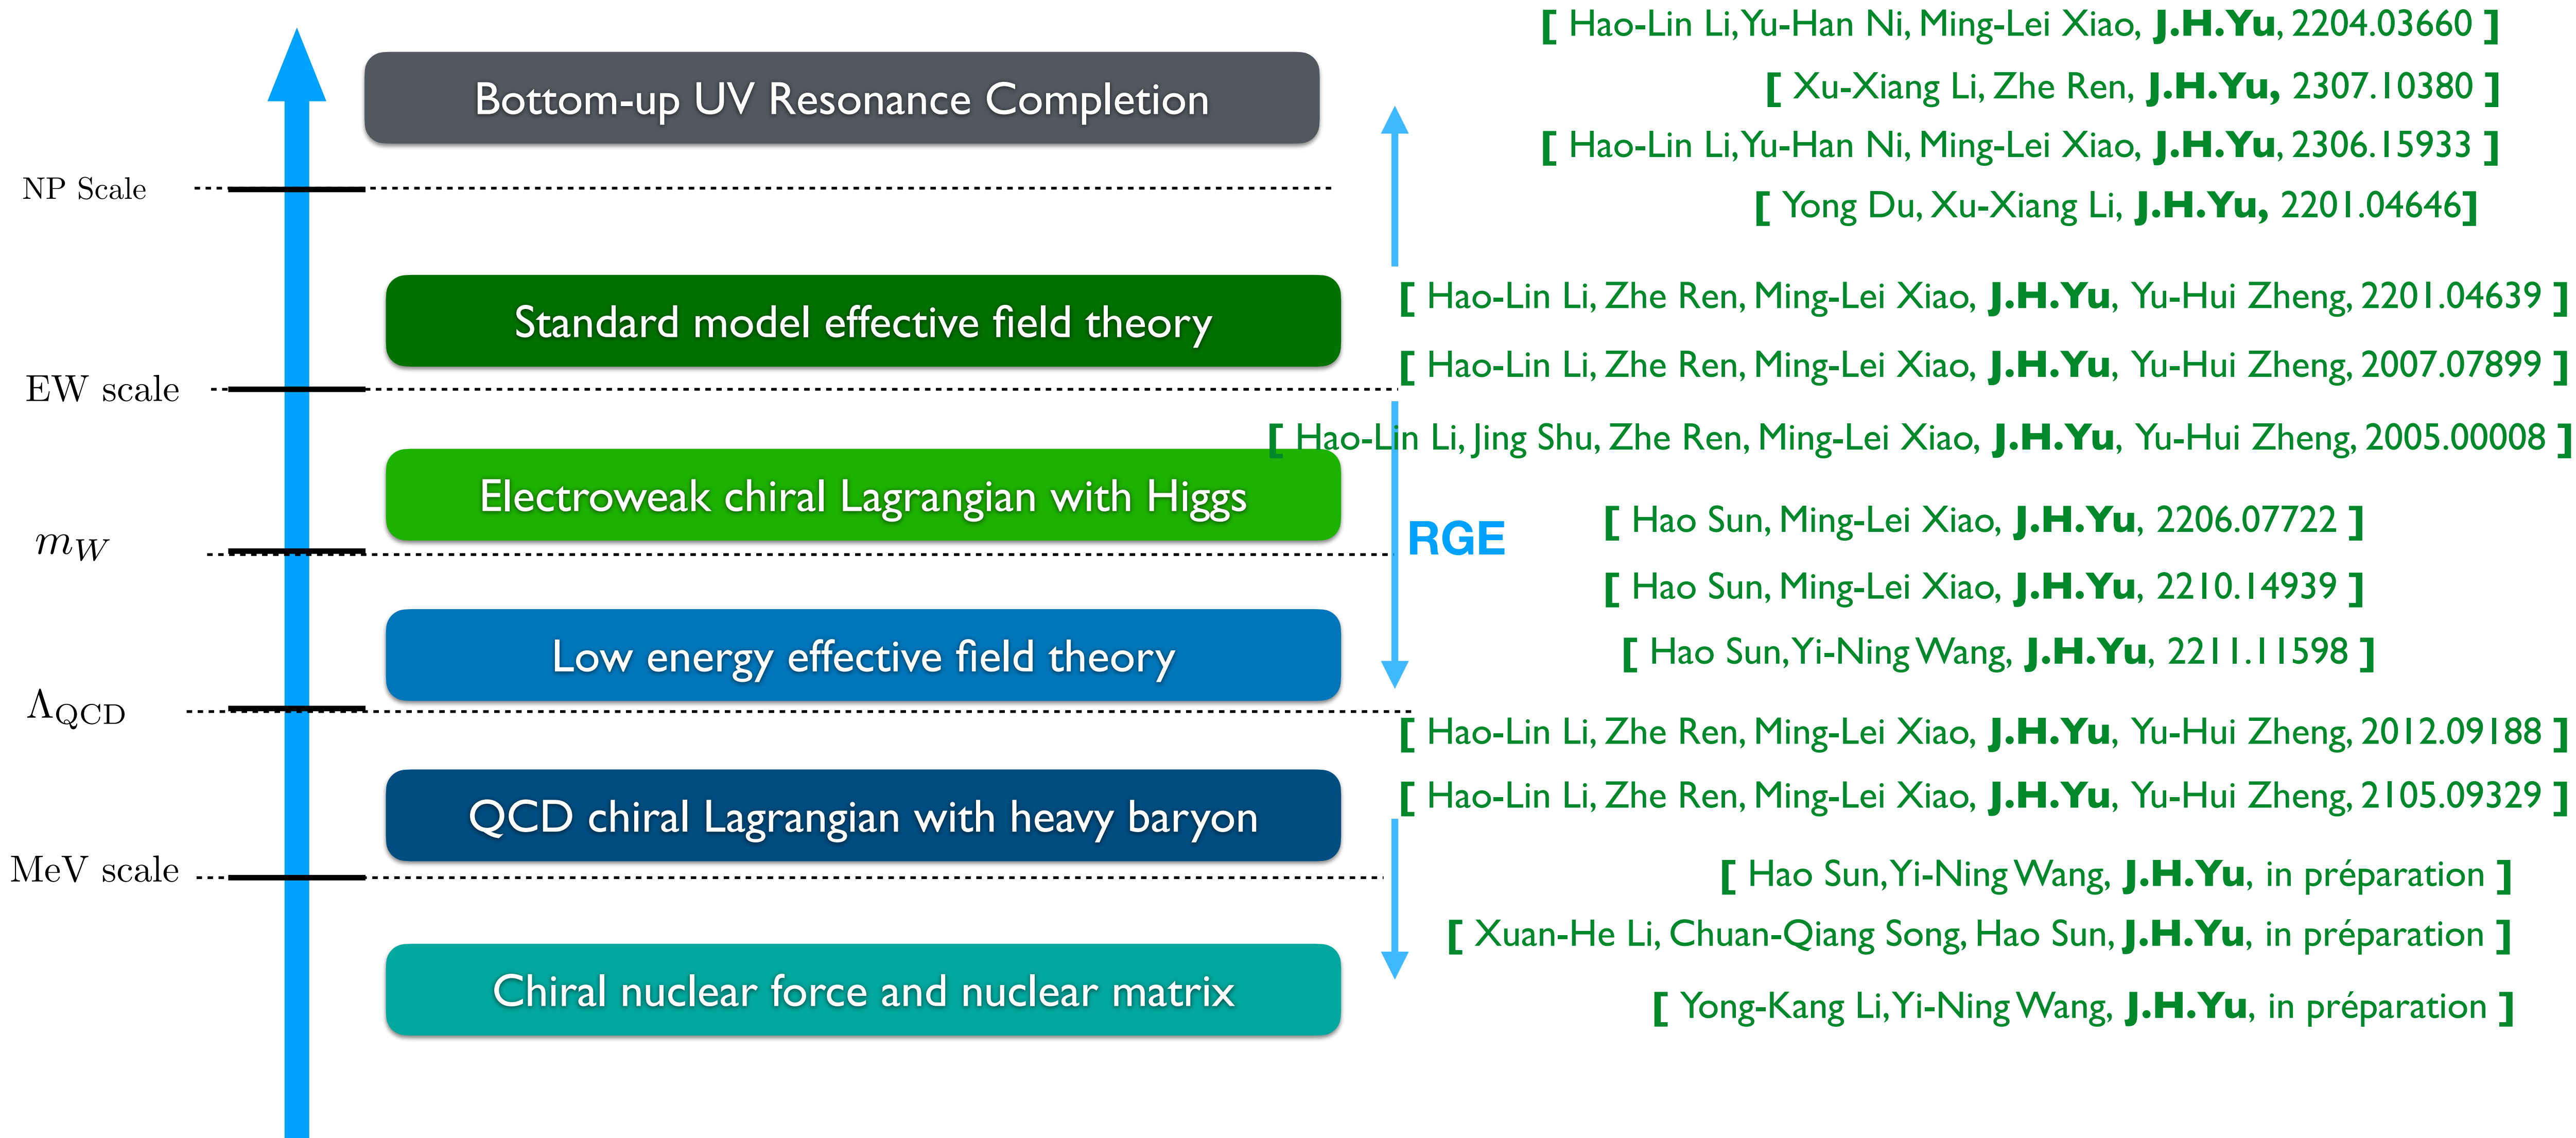 [ Hao-Lin Li, Yu-Han Ni, Ming-Lei Xiao, J.H.Yu, 2204.03660 ]
Bottom-up UV Resonance Completion
[ Xu-Xiang Li, Zhe Ren, J.H.Yu, 2307.10380 ]
[ Hao-Lin Li, Yu-Han Ni, Ming-Lei Xiao, J.H.Yu, 2306.15933 ]
NP Scale
[ Yong Du, Xu-Xiang Li, J.H.Yu, 2201.04646]
[ Hao-Lin Li, Zhe Ren, Ming-Lei Xiao, J.H.Yu, Yu-Hui Zheng, 2201.04639 ]
Standard model effective field theory
[ Hao-Lin Li, Zhe Ren, Ming-Lei Xiao, J.H.Yu, Yu-Hui Zheng, 2007.07899 ]
EW scale
[ Hao-Lin Li, Jing Shu, Zhe Ren, Ming-Lei Xiao, J.H.Yu, Yu-Hui Zheng, 2005.00008 ]
Electroweak chiral Lagrangian with Higgs
[ Hao Sun, Ming-Lei Xiao, J.H.Yu, 2206.07722 ]
m_W
RGE
[ Hao Sun, Ming-Lei Xiao, J.H.Yu, 2210.14939 ]
Low energy effective field theory
[ Hao Sun, Yi-Ning Wang, J.H.Yu, 2211.11598 ]
Λ_QCD
[ Hao-Lin Li, Zhe Ren, Ming-Lei Xiao, J.H.Yu, Yu-Hui Zheng, 2012.09188 ]
[ Hao-Lin Li, Zhe Ren, Ming-Lei Xiao, J.H.Yu, Yu-Hui Zheng, 2105.09329 ]
QCD chiral Lagrangian with heavy baryon
MeV scale
[ Hao Sun, Yi-Ning Wang, J.H.Yu, in préparation ]
[ Xuan-He Li, Chuan-Qiang Song, Hao Sun, J.H.Yu, in préparation ]
Chiral nuclear force and nuclear matrix
[ Yong-Kang Li, Yi-Ning Wang, J.H.Yu, in préparation ]